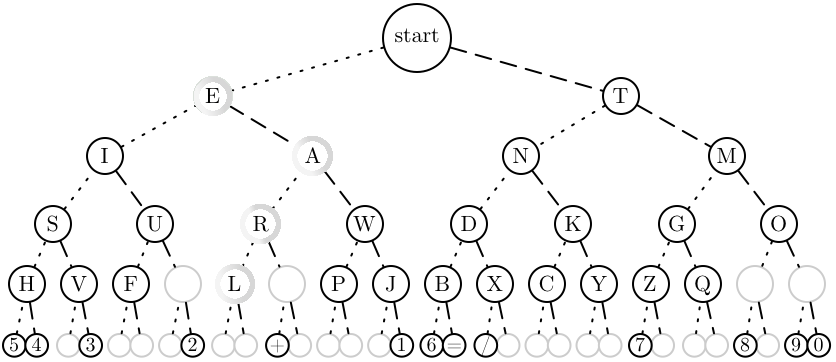 start
E T
I A N M
S U R W D K G O
H V F L P J B X C Y Z Q
5 4 3 2 + 1 6 = / 7 8 9 0